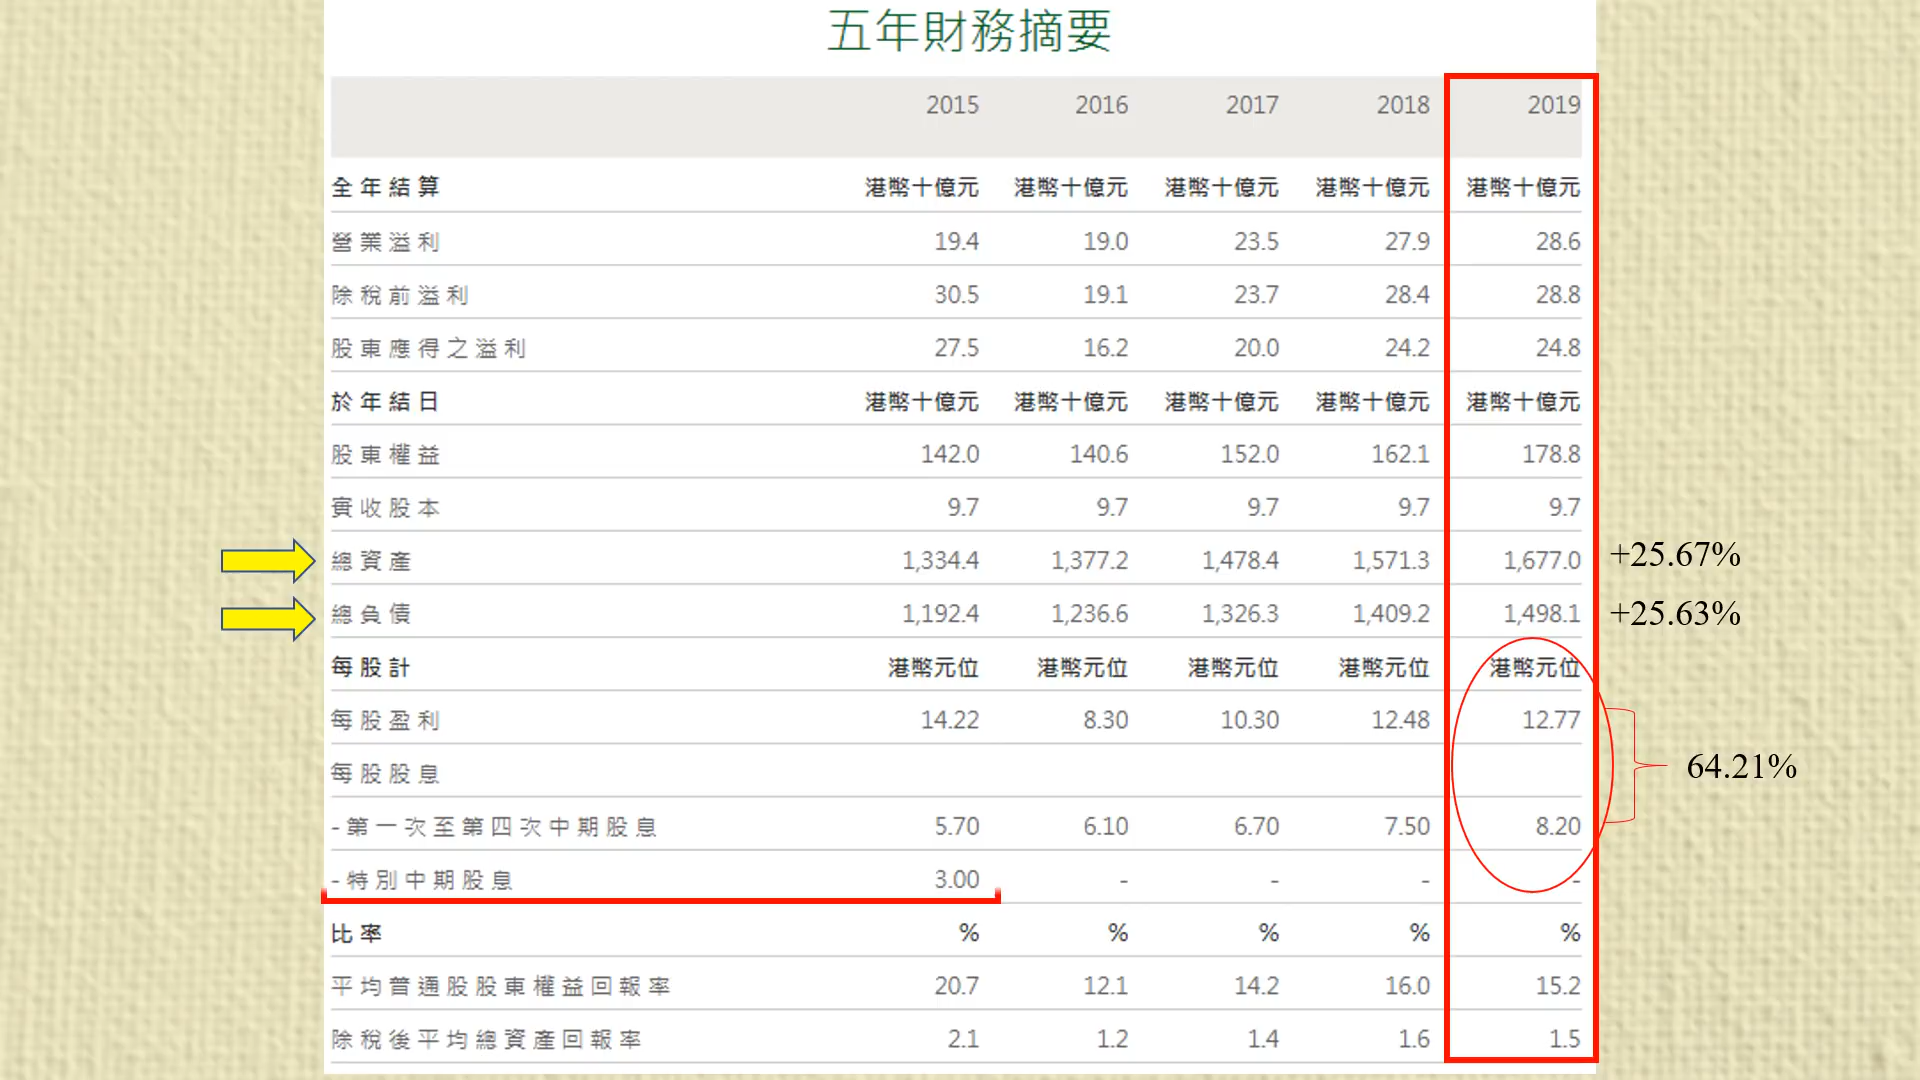 五年財務摘要
2015 2016 2017 2018 2019
全年結算 港幣十億元 港幣十億元 港幣十億元 港幣十億元 港幣十億元
營業溢利 19.4 19.0 23.5 27.9 28.6
除稅前溢利 30.5 19.1 23.7 28.4 28.8
股東應得之溢利 27.5 16.2 20.0 24.2 24.8
於年結日 港幣十億元 港幣十億元 港幣十億元 港幣十億元 港幣十億元
股東權益 142.0 140.6 152.0 162.1 178.8
實收股本 9.7 9.7 9.7 9.7 9.7
總資產 1,334.4 1,377.2 1,478.4 1,571.3 1,677.0 +25.67%
總負債 1,192.4 1,236.6 1,326.3 1,409.2 1,498.1 +25.63%
每股計 港幣元位 港幣元位 港幣元位 港幣元位 港幣元位
每股盈利 14.22 8.30 10.30 12.48 12.77
每股股息 64.21%
-第一次至第四次中期股息 5.70 6.10 6.70 7.50 8.20
-特別中期股息 3.00 - - - -
比率 % % % % %
平均普通股股東權益回報率 20.7 12.1 14.2 16.0 15.2
除稅後平均總資產回報率 2.1 1.2 1.4 1.6 1.5